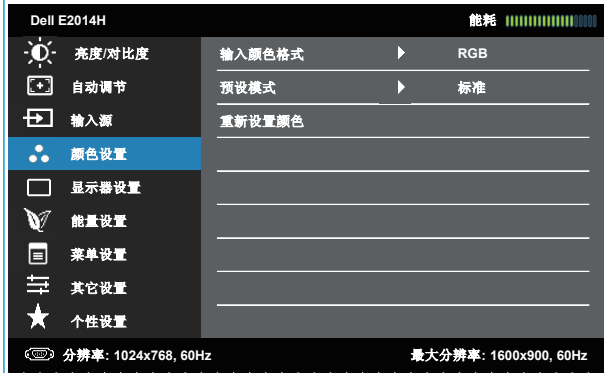 Dell E2014H 能耗
亮度/对比度 输入颜色格式 RGB
自动调节 预设模式 标准
输入源 重新设置颜色
颜色设置
显示器设置
能量设置
菜单设置
其它设置
个性设置
分辨率: 1024x768, 60Hz 最大分辨率: 1600x900, 60Hz